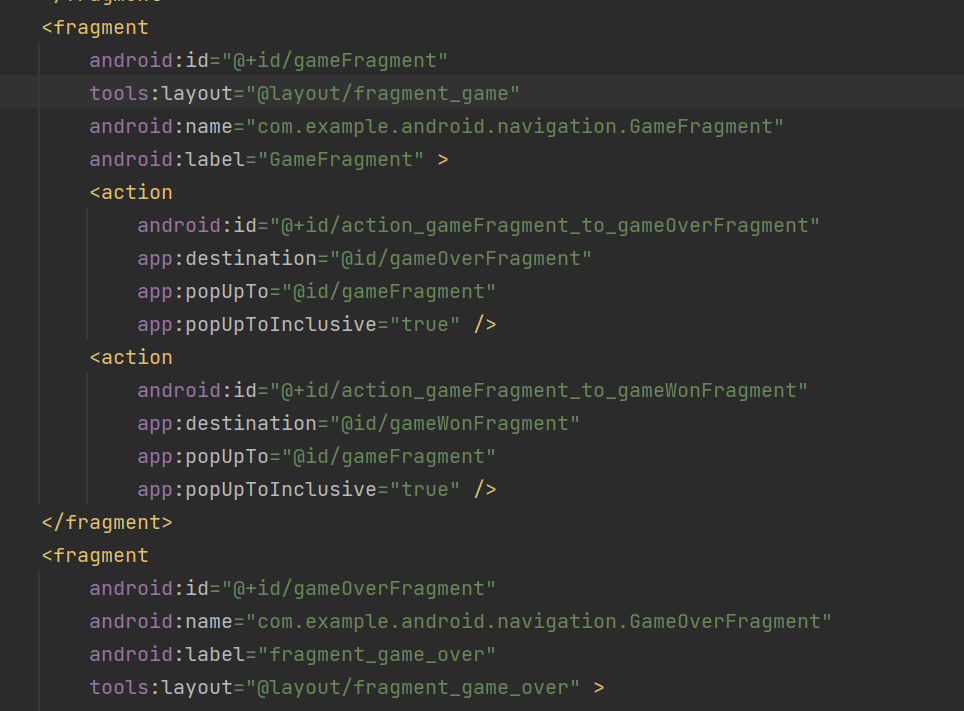 <fragment
android:id="@+id/gameFragment"
tools:layout="@layout/fragment_game"
android:name="com.example.android.navigation.GameFragment"
android:label="GameFragment" >
<action
android:id="@+id/action_gameFragment_to_gameOverFragment"
app:destination="@id/gameOverFragment"
app:popUpTo="@id/gameFragment"
app:popUpToInclusive="true" />
<action
android:id="@+id/action_gameFragment_to_gameWonFragment"
app:destination="@id/gameWonFragment"
app:popUpTo="@id/gameFragment"
app:popUpToInclusive="true" />
</fragment>
<fragment
android:id="@+id/gameOverFragment"
android:name="com.example.android.navigation.GameOverFragment"
android:label="fragment_game_over"
tools:layout="@layout/fragment_game_over" >